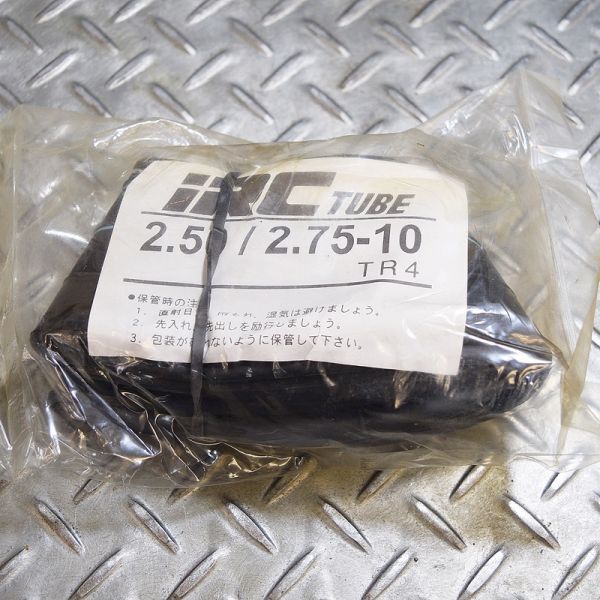 IRC TUBE
2.50 / 2.75-10
TR4
●保管時の注
1. 直射日 湿気は避けましょう。
2. 先入れ 先出しを励行しましょう。
3. 包装が ないように保管して下さい。